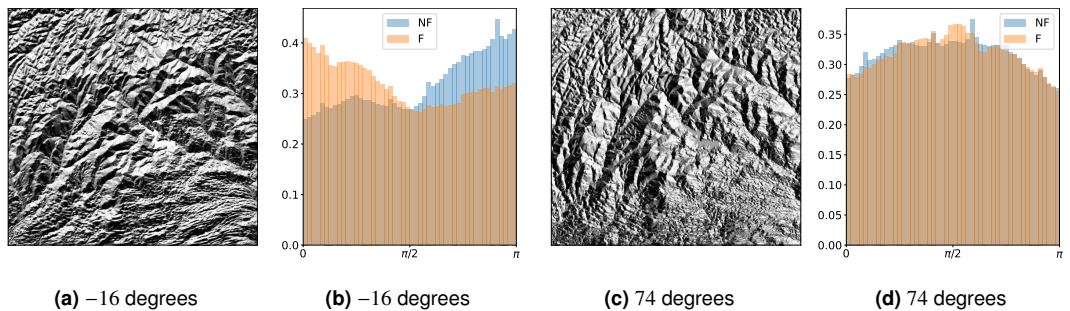 NF
F
0.4
0.3
0.2
0.1
0.0
0
π/2
π
NF
F
0.35
0.30
0.25
0.20
0.15
0.10
0.05
0.00
0
π/2
π
(a) −16 degrees
(b) −16 degrees
(c) 74 degrees
(d) 74 degrees